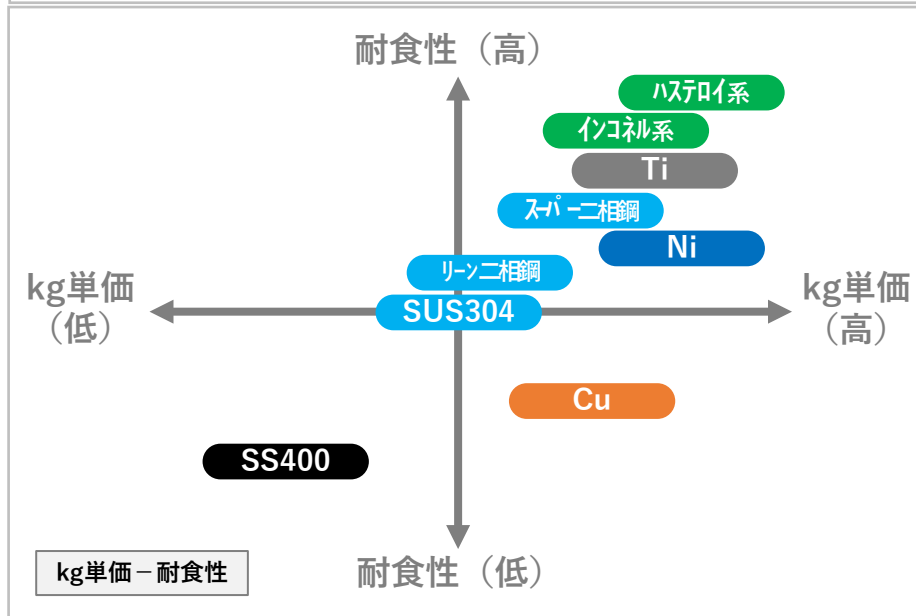 耐食性（高）
ハステロイ系
インコネル系
Ti
スーパー二相鋼
Ni
リーン二相鋼
kg単価
（低）
SUS304
kg単価
（高）
Cu
SS400
耐食性（低）
kg単価－耐食性